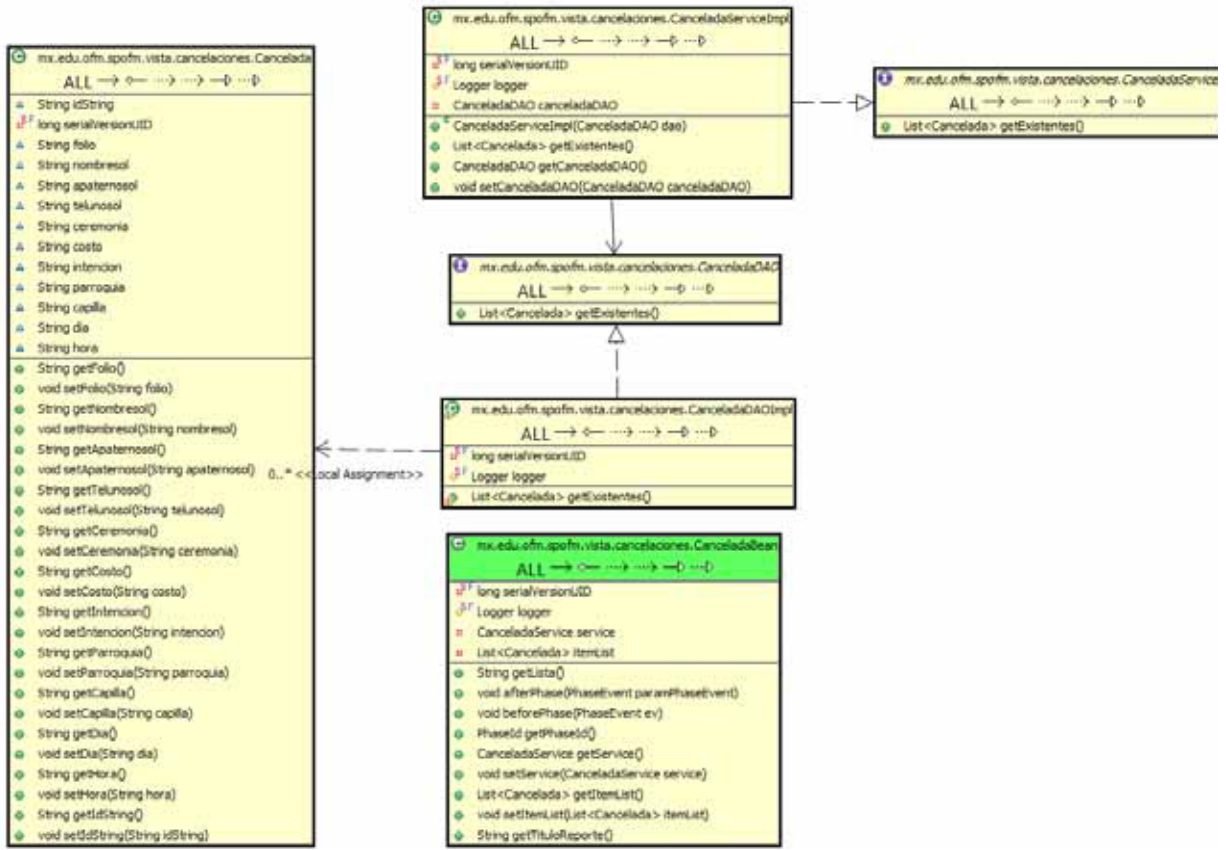 mx.edu.ofm.spofm.vista.cancelaciones.Cancelada
ALL
String idString
long serialVersionUID
String folio
String nombresol
String apaternosol
String telunosol
String ceremonia
String costo
String intencion
String parroquia
String capilla
String dia
String hora
String getFolio()
void setFolio(String folio)
String getNombresol()
void setNombresol(String nombresol)
String getApaternosol()
void setApaternosol(String apaternosol)
String getTelunosol()
void setTelunosol(String telunosol)
String getCeremonia()
void setCeremonia(String ceremonia)
String getCosto()
void setCosto(String costo)
String getIntencion()
void setIntencion(String intencion)
String getParroquia()
void setParroquia(String parroquia)
String getCapilla()
void setCapilla(String capilla)
String getDia()
void setDia(String dia)
String getHora()
void setHora(String hora)
String getIdString()
void setIdString(String idString)
mx.edu.ofm.spofm.vista.cancelaciones.CanceladaServiceImpl
ALL
long serialVersionUID
Logger logger
CanceladaDAO canceladaDAO
CanceladaServiceImpl(CanceladaDAO dao)
List<Cancelada> getExistentes()
CanceladaDAO getCanceladaDAO()
void setCanceladaDAO(CanceladaDAO canceladaDAO)
mx.edu.ofm.spofm.vista.cancelaciones.CanceladaService
ALL
List<Cancelada> getExistentes()
mx.edu.ofm.spofm.vista.cancelaciones.CanceladaDAO
ALL
List<Cancelada> getExistentes()
mx.edu.ofm.spofm.vista.cancelaciones.CanceladaDAOImpl
ALL
long serialVersionUID
Logger logger
List<Cancelada> getExistentes()
0..* <<Local Assignment>>
mx.edu.ofm.spofm.vista.cancelaciones.CanceladaBean
ALL
long serialVersionUID
Logger logger
CanceladaService service
List<Cancelada> itemList
String getLista()
void afterPhase(PhaseEvent paramPhaseEvent)
void beforePhase(PhaseEvent ev)
PhaseId getPhaseId()
CanceladaService getService()
void setService(CanceladaService service)
List<Cancelada> getItemList()
void setItemList(List<Cancelada> itemList)
String getTituloReporte()